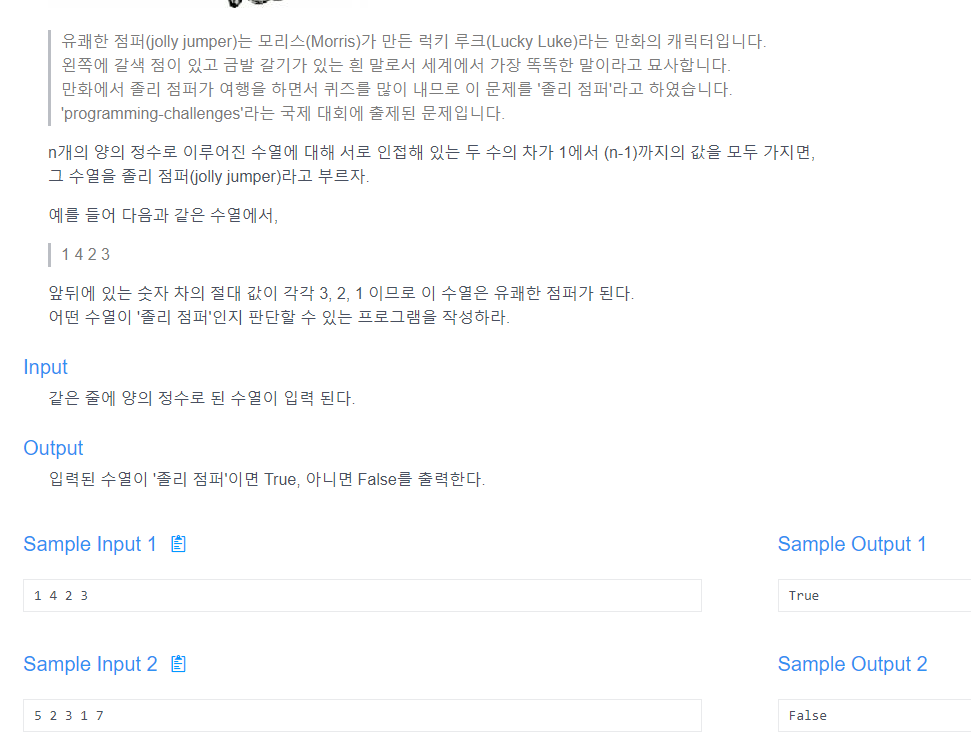 유쾌한 점퍼(jolly jumper)는 모리스(Morris)가 만든 럭키 루크(Lucky Luke)라는 만화의 캐릭터입니다.
왼쪽에 갈색 점이 있고 금발 갈기가 있는 흰 말로서 세계에서 가장 똑똑한 말이라고 묘사합니다.
만화에서 졸리 점퍼가 여행을 하면서 퀴즈를 많이 내므로 이 문제를 '졸리 점퍼'라고 하였습니다.
'programming-challenges'라는 국제 대회에 출제된 문제입니다.
n개의 양의 정수로 이루어진 수열에 대해 서로 인접해 있는 두 수의 차가 1에서 (n-1)까지의 값을 모두 가지면,
그 수열을 졸리 점퍼(jolly jumper)라고 부르자.
예를 들어 다음과 같은 수열에서,
1 4 2 3
앞뒤에 있는 숫자 차의 절대 값이 각각 3, 2, 1 이므로 이 수열은 유쾌한 점퍼가 된다.
어떤 수열이 '졸리 점퍼'인지 판단할 수 있는 프로그램을 작성하라.
Input
같은 줄에 양의 정수로 된 수열이 입력 된다.
Output
입력된 수열이 '졸리 점퍼'이면 True, 아니면 False를 출력한다.
Sample Input 1
Sample Output 1
1 4 2 3
True
Sample Input 2
Sample Output 2
5 2 3 1 7
False